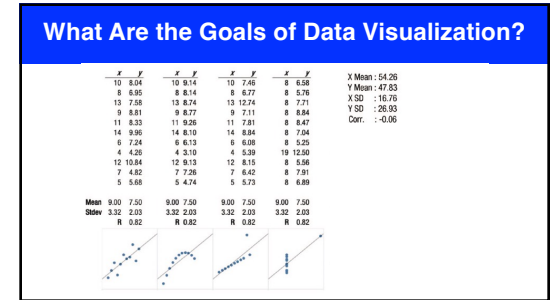 What Are the Goals of Data Visualization?
x y x y x y x y
10 8.04 10 9.14 10 7.46 8 6.58
8 6.95 8 8.14 8 6.77 8 5.76
13 7.58 13 8.74 13 12.74 8 7.71
9 8.81 9 8.77 9 7.11 8 8.84
11 8.33 11 9.26 11 7.81 8 8.47
14 9.96 14 8.10 14 8.84 8 7.04
6 7.24 6 6.13 6 6.08 8 5.25
4 4.26 4 3.10 4 5.39 19 12.50
12 10.84 12 9.13 12 8.15 8 5.56
7 4.82 7 7.26 7 6.42 8 7.91
5 5.68 5 4.74 5 5.73 8 6.89
Mean 9.00 7.50 9.00 7.50 9.00 7.50 9.00 7.50
Stdev 3.32 2.03 3.32 2.03 3.32 2.03 3.32 2.03
R 0.82 R 0.82 R 0.82 R 0.82
X Mean : 54.26
Y Mean : 47.83
X SD : 16.76
Y SD : 26.93
Corr. : -0.06